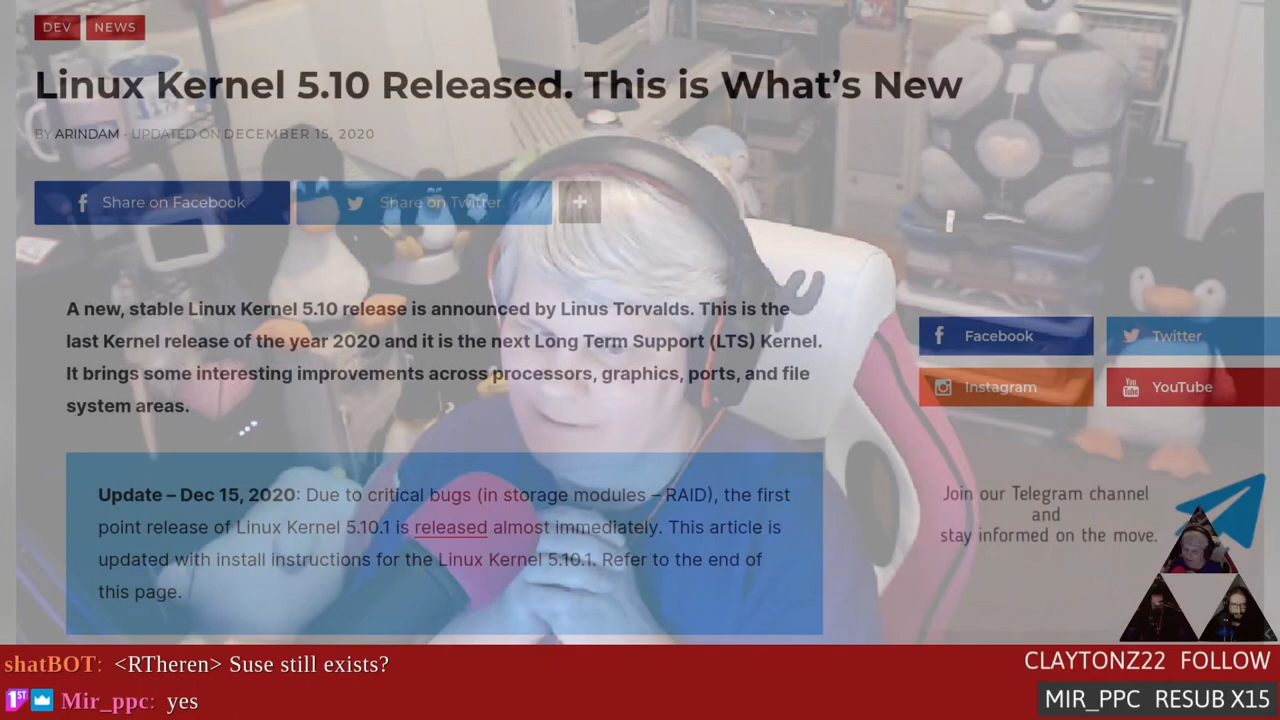 DEV NEWS
Linux Kernel 5.10 Released. This is What's New
BY ARINDAM - UPDATED ON DECEMBER 15, 2020
Share on Facebook Share on Twitter +
A new, stable Linux Kernel 5.10 release is announced by Linus Torvalds. This is the
last Kernel release of the year 2020 and it is the next Long Term Support (LTS) Kernel.
It brings some interesting improvements across processors, graphics, ports, and file
system areas.
Update – Dec 15, 2020: Due to critical bugs (in storage modules – RAID), the first
point release of Linux Kernel 5.10.1 is released almost immediately. This article is
updated with install instructions for the Linux Kernel 5.10.1. Refer to the end of
this page.
Facebook Twitter
Instagram YouTube
Join our Telegram channel
and
stay informed on the move.
shatBOT: <RTheren> Suse still exists?
1ST Mir_ppc: yes
CLAYTONZ22 FOLLOW
MIR_PPC RESUB X15